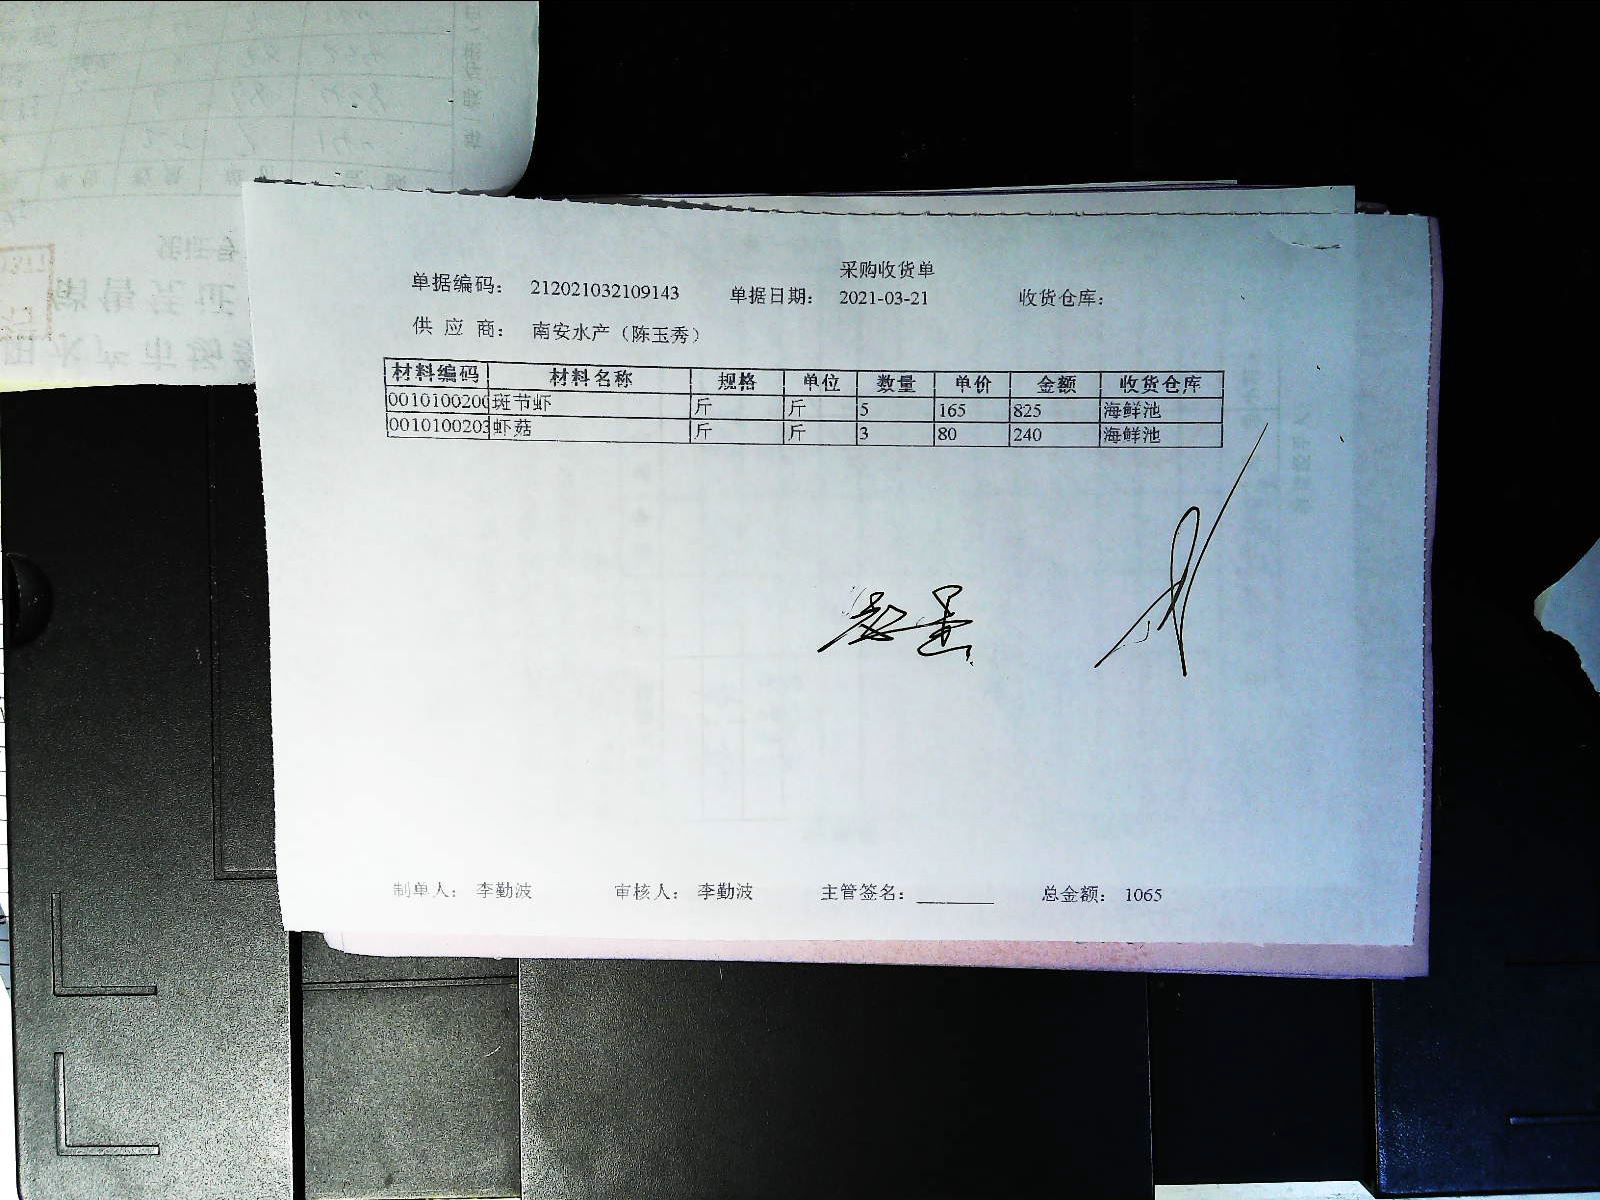 采购收货单
单据编码： 212021032109143 单据日期： 2021-03-21 收货仓库：
供 应 商： 南安水产（陈玉秀）
材料编码 材料名称 规格 单位 数量 单价 金额 收货仓库
0010100200 斑节虾 斤 斤 5 165 825 海鲜池
0010100203 虾菇 斤 斤 3 80 240 海鲜池
制单人： 李勤波 审核人： 李勤波 主管签名： 总金额： 1065